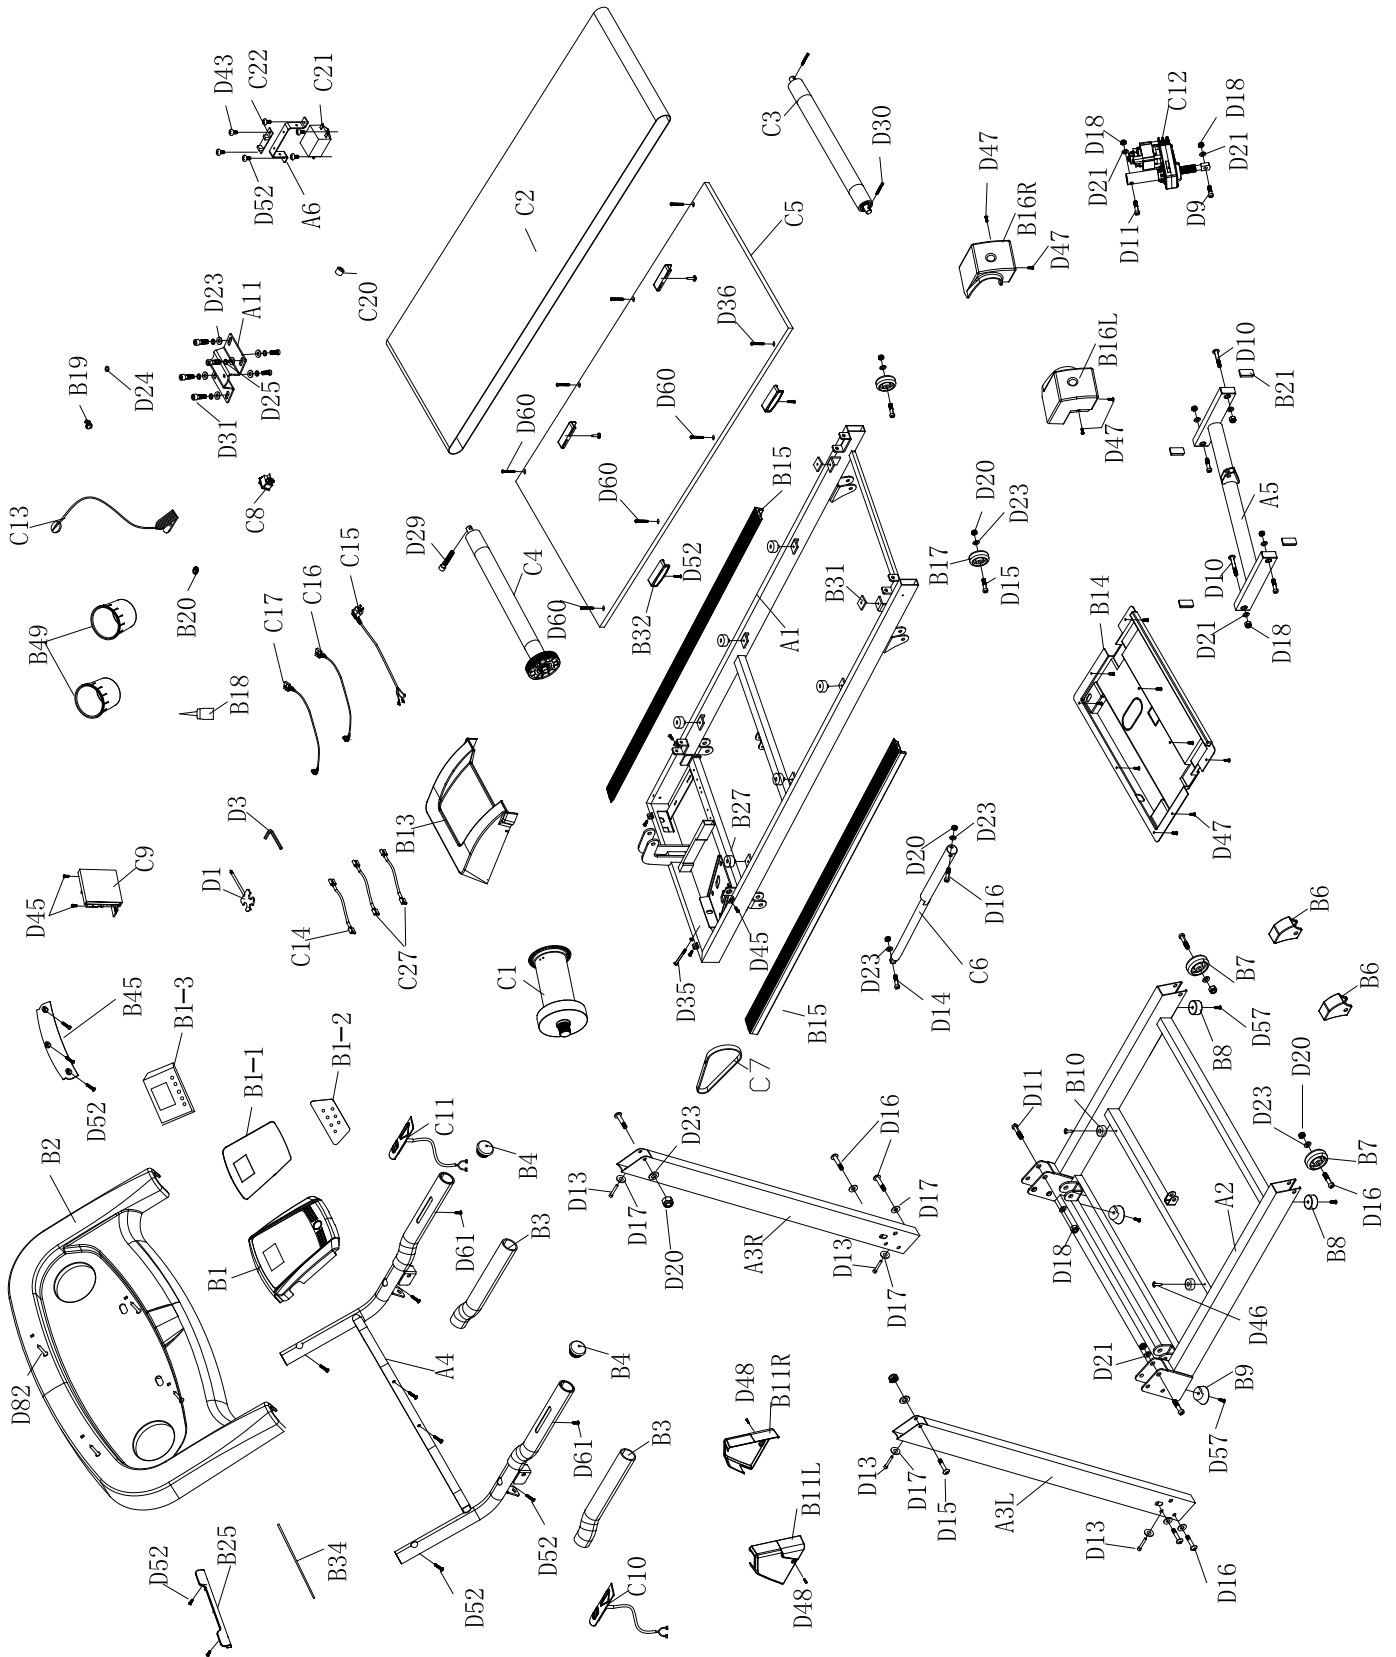 D43
C22
C21
D52
A6
C2
C3
D30
D47
B16R
D47
D18
C12
D18
D21
D21
D11
D9
C5
C20
D23
A11
D25
D31
B19
D24
D36
D60
D60
D60
D60
B16L
D47
D10
B21
A5
D10
D21
D18
C13
C8
B20
B49
B18
C17
C16
C15
D29
C4
B32
D52
B15
D20
D23
B17
D15
B31
A1
B14
D47
D3
B13
D1
C9
D45
C14
C27
B27
D45
D35
C1
B15
D20
D23
D16
C6
D23
D14
C7
B6
B6
B7
B8
D57
D20
D23
B7
D16
B8
A2
B10
D11
D18
D46
D21
B9
D57
B45
B1-3
B1-2
B1-1
D52
B2
B1
C11
B4
D61
B3
D23
D16
D13
D17
D17
D20
A3R
D13
D17
D82
A4
B4
D61
B3
D48
B11R
B11L
D48
D13
D17
D15
A3L
D13
D16
D52
B25
B34
D52
D52
C10